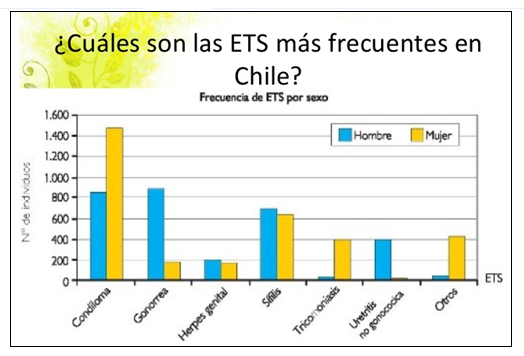 ¿Cuáles son las ETS más frecuentes en
Chile?
Frecuencia de ETS por sexo
1.600
1.400
1.200
1.000
800
600
400
200
0
Nº de individuos
Hombre
Mujer
ETS
Condiloma
Gonorrea
Herpes genital
Sífilis
Tricomoniasis
Uretritis
no gonococica
Otros